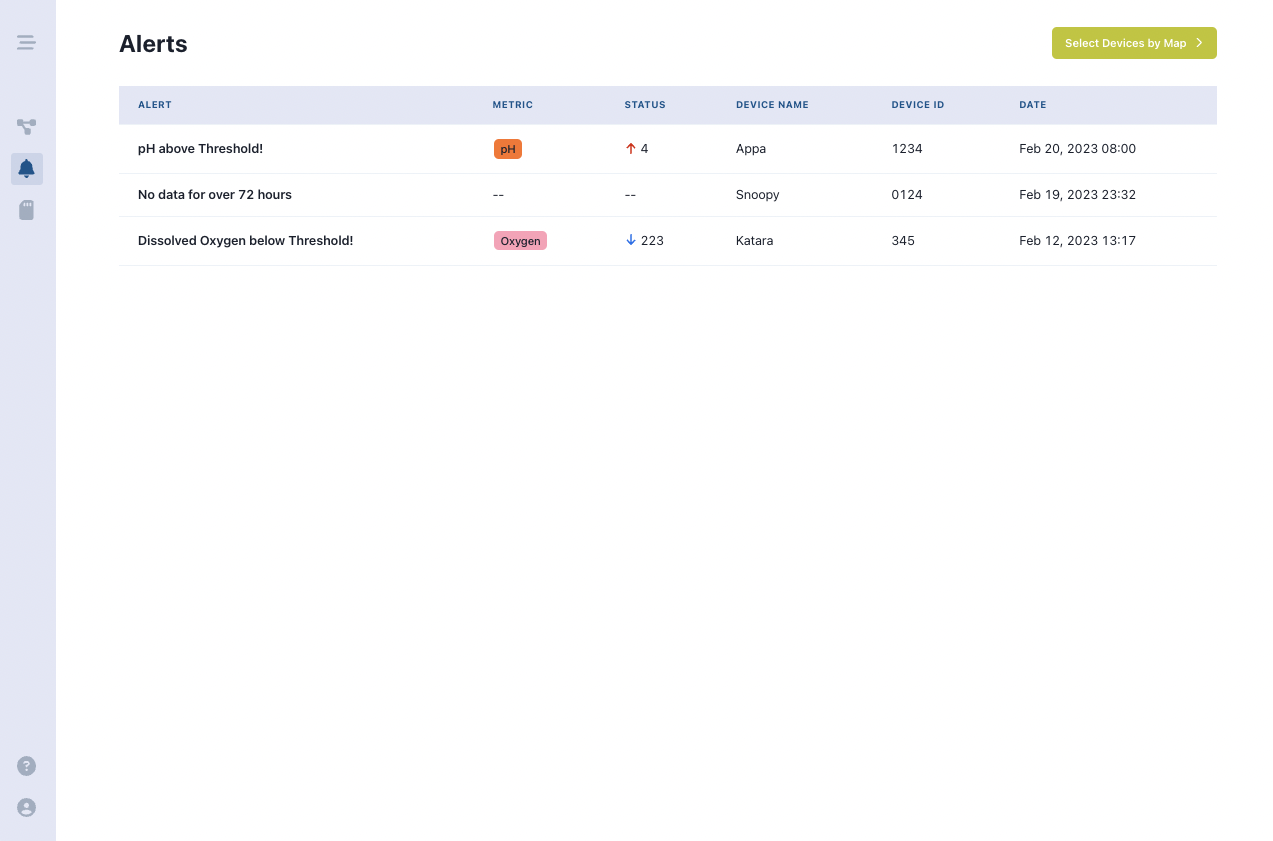 Alerts
Select Devices by Map
ALERT METRIC STATUS DEVICE NAME DEVICE ID DATE
pH above Threshold! pH 4 Appa 1234 Feb 20, 2023 08:00
No data for over 72 hours -- -- Snoopy 0124 Feb 19, 2023 23:32
Dissolved Oxygen below Threshold! Oxygen 223 Katara 345 Feb 12, 2023 13:17
?